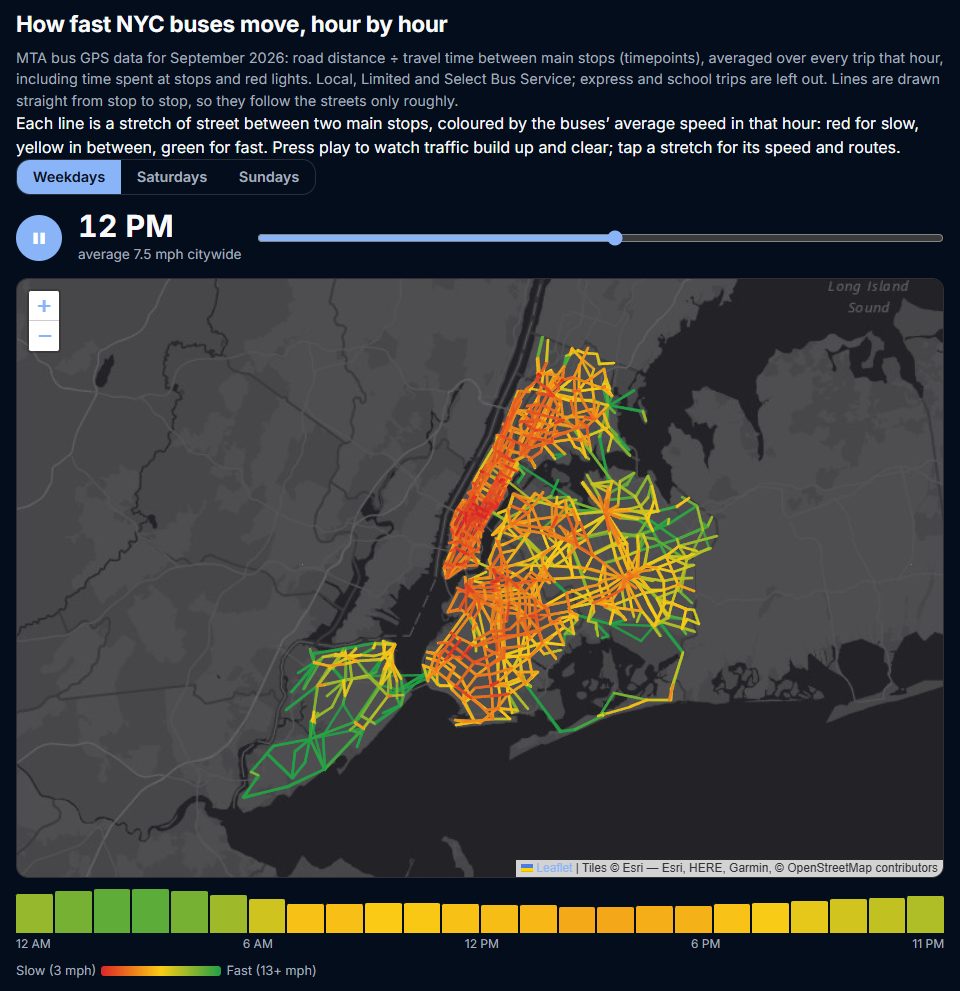 How fast NYC buses move, hour by hour
MTA bus GPS data for September 2026: road distance ÷ travel time between main stops (timepoints), averaged over every trip that hour,
including time spent at stops and red lights. Local, Limited and Select Bus Service; express and school trips are left out. Lines are drawn
straight from stop to stop, so they follow the streets only roughly.
Each line is a stretch of street between two main stops, coloured by the buses’ average speed in that hour: red for slow,
yellow in between, green for fast. Press play to watch traffic build up and clear; tap a stretch for its speed and routes.
Weekdays Saturdays Sundays
12 PM
average 7.5 mph citywide
+
−
Long Island
Sound
Leaflet | Tiles © Esri — Esri, HERE, Garmin, © OpenStreetMap contributors
12 AM 6 AM 12 PM 6 PM 11 PM
Slow (3 mph) Fast (13+ mph)